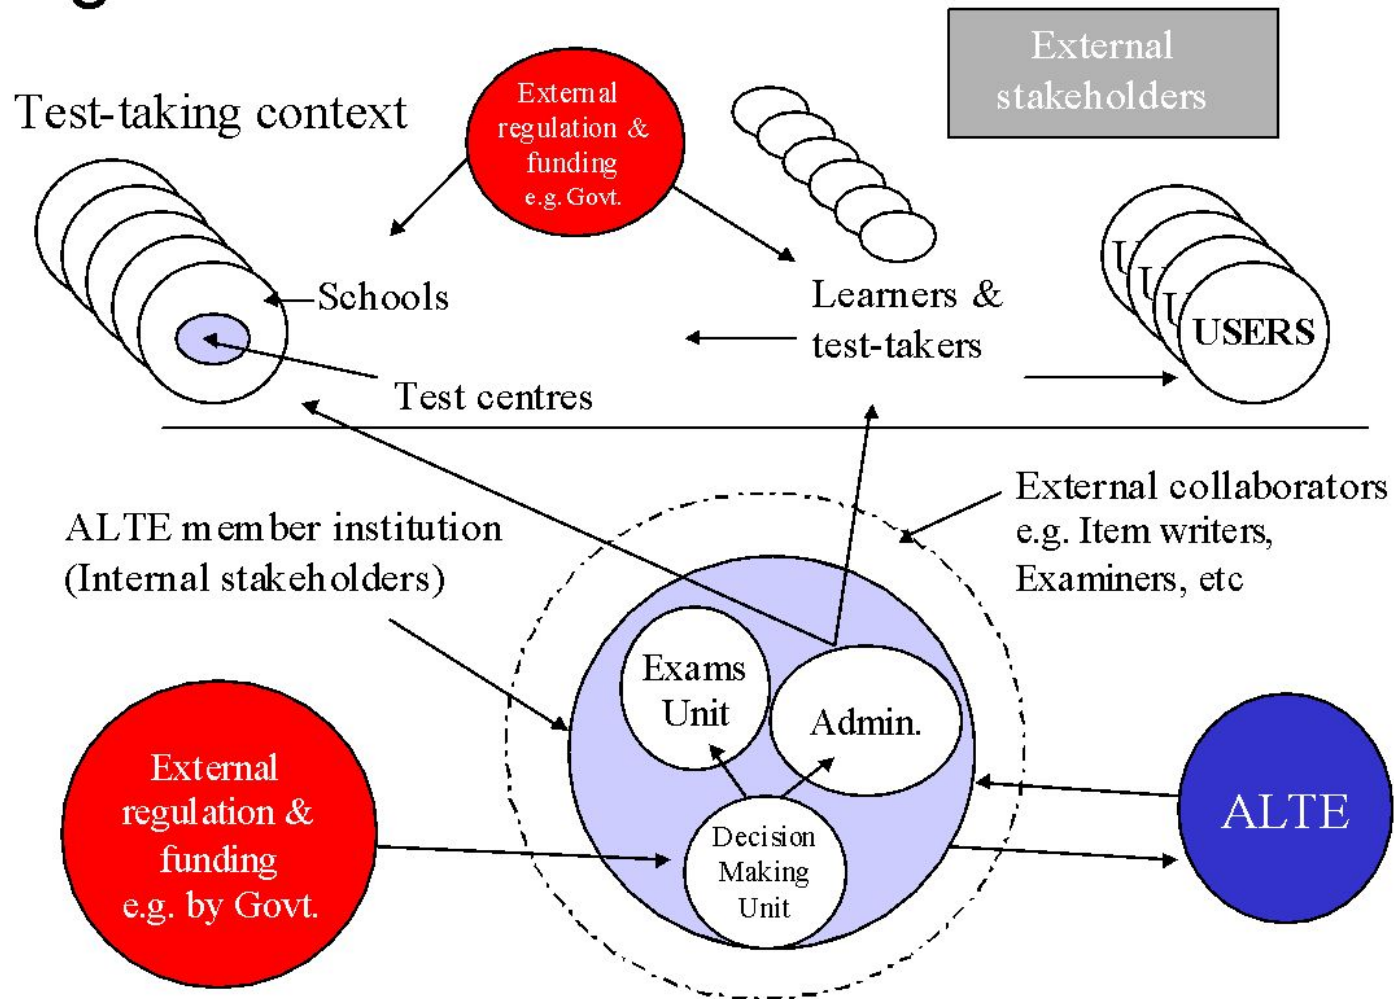 External
stakeholders
Test-taking context
External
regulation &
funding
e.g. Govt.
Schools
Learners &
test-takers
U
U
U
USERS
Test centres
ALTE member institution
(Internal stakeholders)
External collaborators
e.g. Item writers,
Examiners, etc
Exams
Unit
Admin.
Decision
Making
Unit
External
regulation &
funding
e.g. by Govt.
ALTE